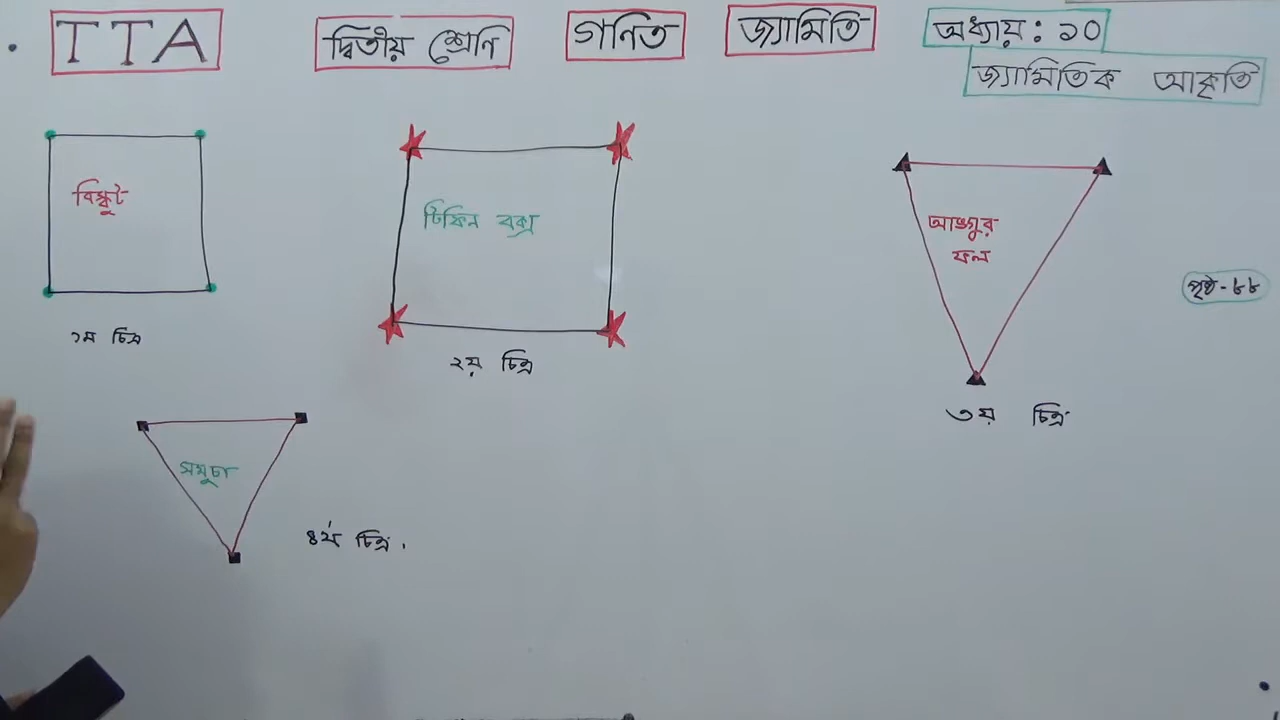 TTA
দ্বিতীয় শ্রেনি
গনিত
জ্যামিতি
অধ্যায়: ১০
জ্যামিতিক আকৃতি
বিস্কুট
১ম চিত্র
টিফিন বক্স
২য় চিত্র
আঙ্গুর
ফল
৩য় চিত্র
পৃষ্ঠ-৮৮
সমুচা
৪র্থ চিত্র.